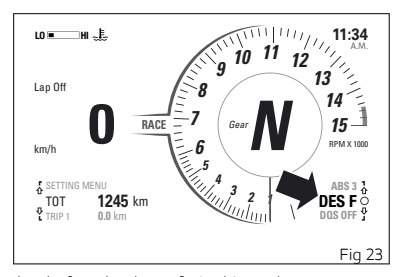 LO HI
11:34
A.M.
Lap Off
0
km/h
RACE
Gear
N
1
2
3
4
5
6
7
8
9
10
11
12
13
14
15
RPM X 1000
SETTING MENU
TOT 1245 km
TRIP 1 0.0 km
ABS 3
DES F
DQS OFF
Fig 23